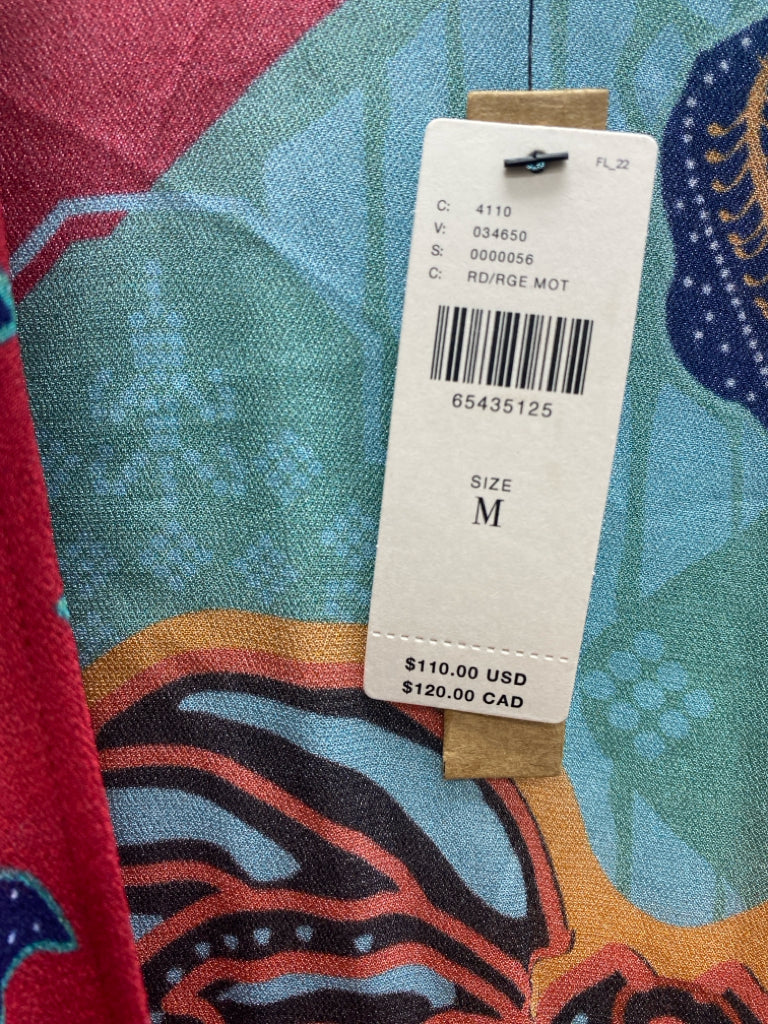 FL_22
C: 4110
V: 034650
S: 0000056
C: RD/RGE MOT
65435125
SIZE
M
$110.00 USD
$120.00 CAD